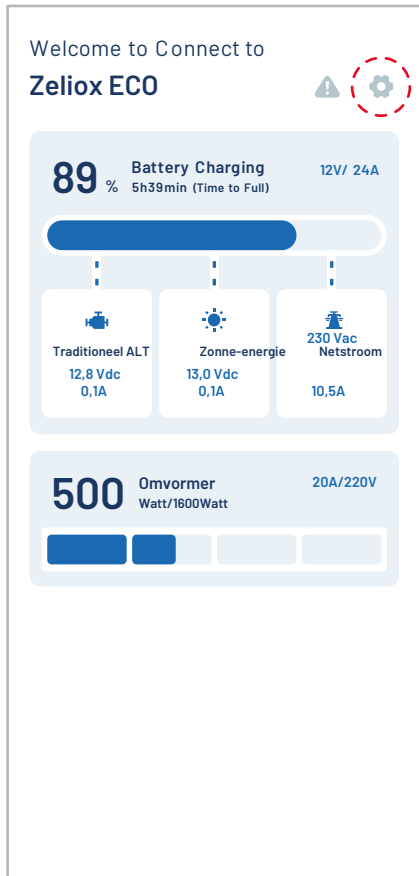 Welcome to Connect to
Zeliox ECO
89 %
Battery Charging
5h39min (Time to Full)
12V/ 24A
Traditioneel ALT
12,8 Vdc
0,1A
Zonne-energie
13,0 Vdc
0,1A
230 Vac
Netstroom
10,5A
500
Omvormer
Watt/1600Watt
20A/220V